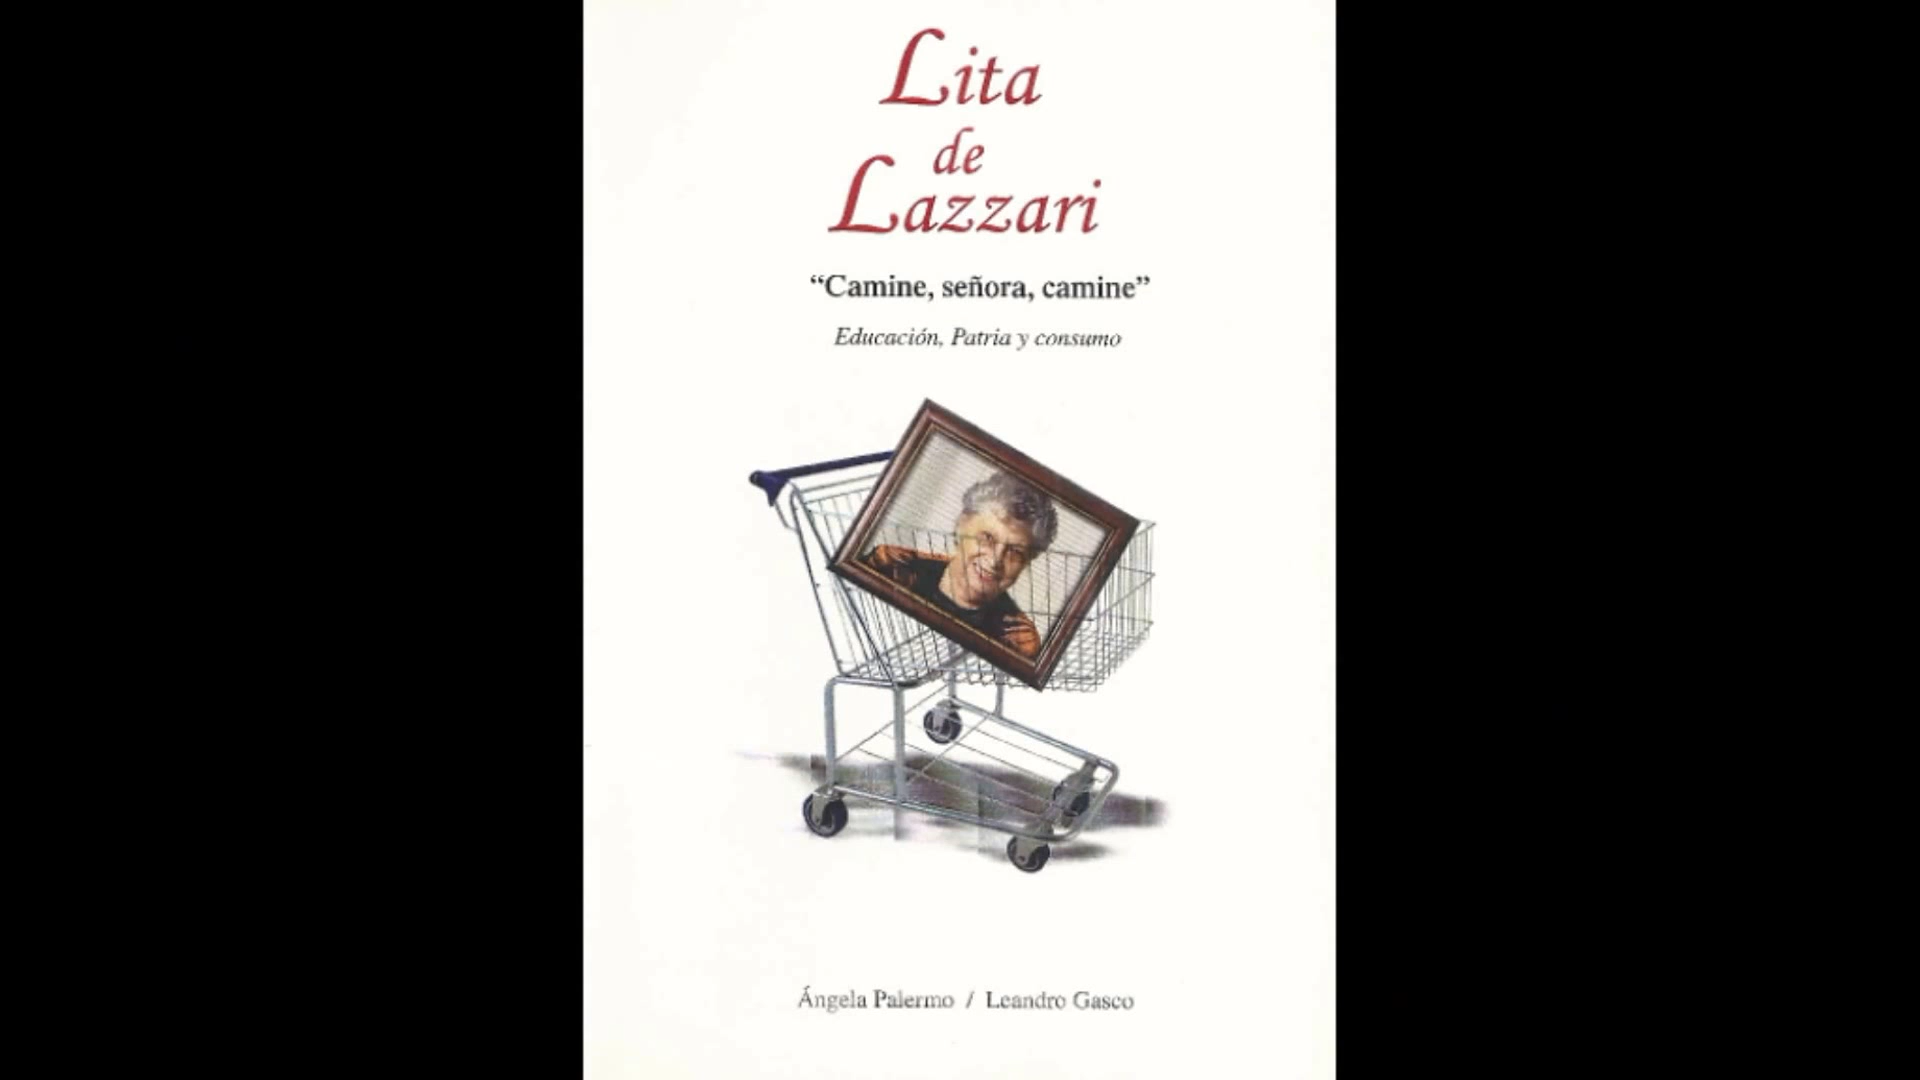 Lita
de
Lazzari
“Camine, señora, camine”
Educación, Patria y consumo
Ángela Palermo / Leandro Gasco